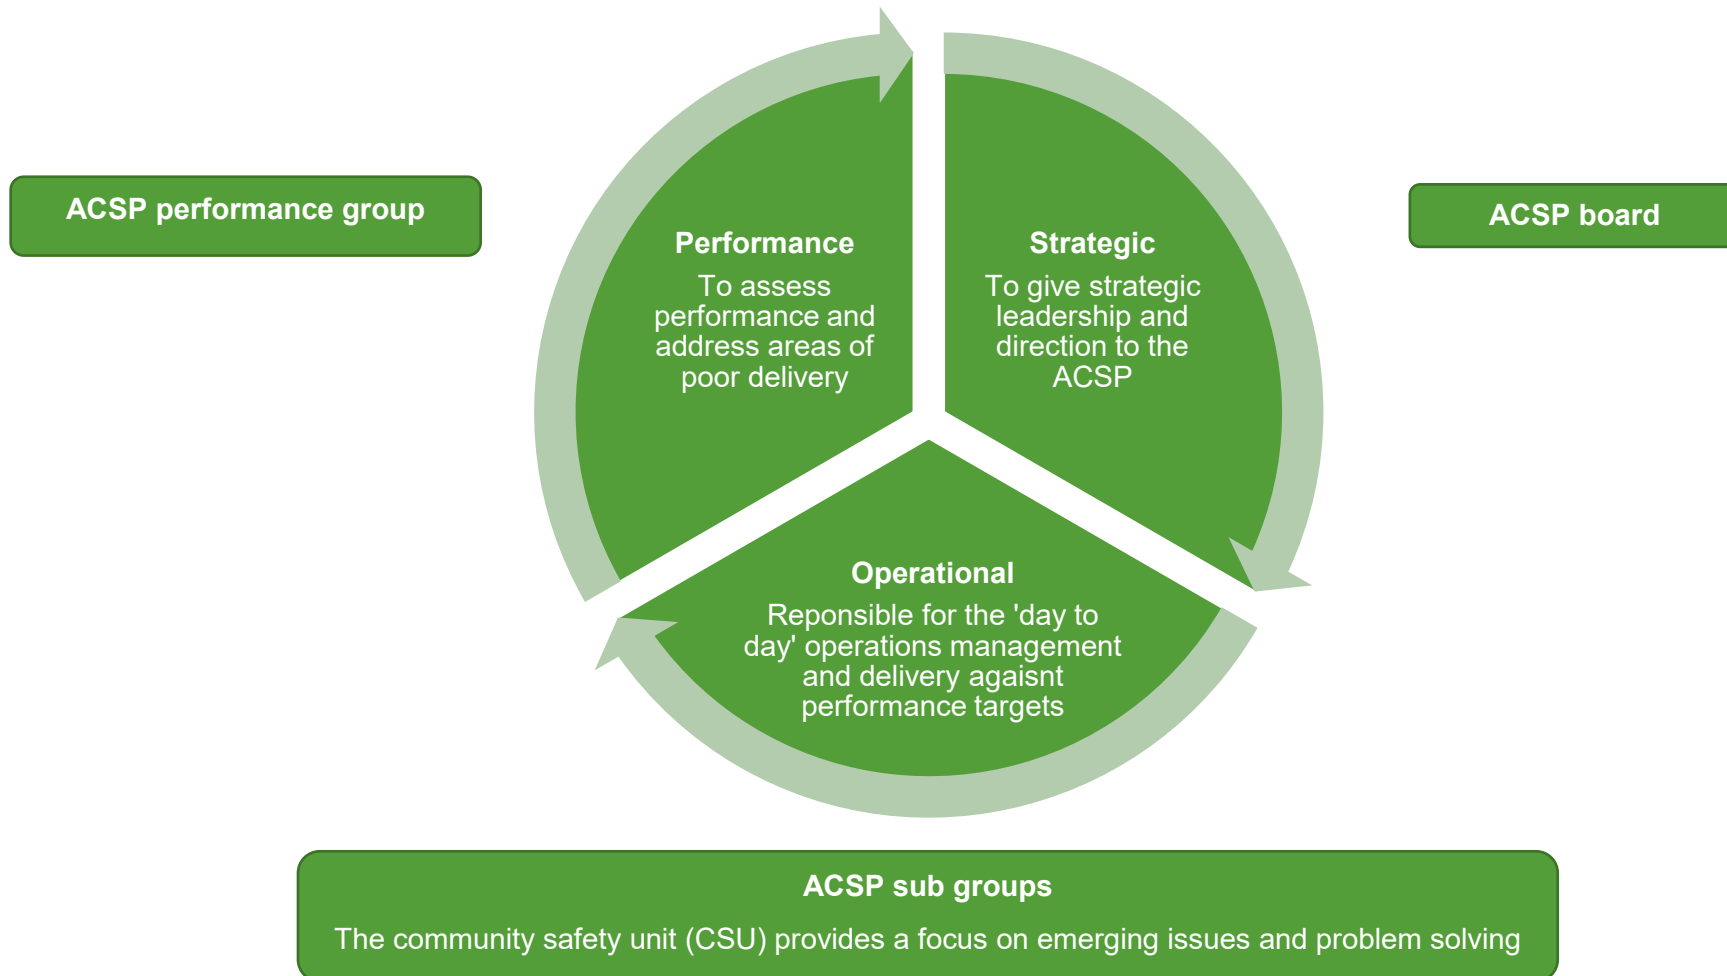 ACSP performance group
ACSP board
Performance
To assess
performance and
address areas of
poor delivery
Strategic
To give strategic
leadership and
direction to the
ACSP
Operational
Reponsible for the 'day to
day' operations management
and delivery agaisnt
performance targets
ACSP sub groups
The community safety unit (CSU) provides a focus on emerging issues and problem solving